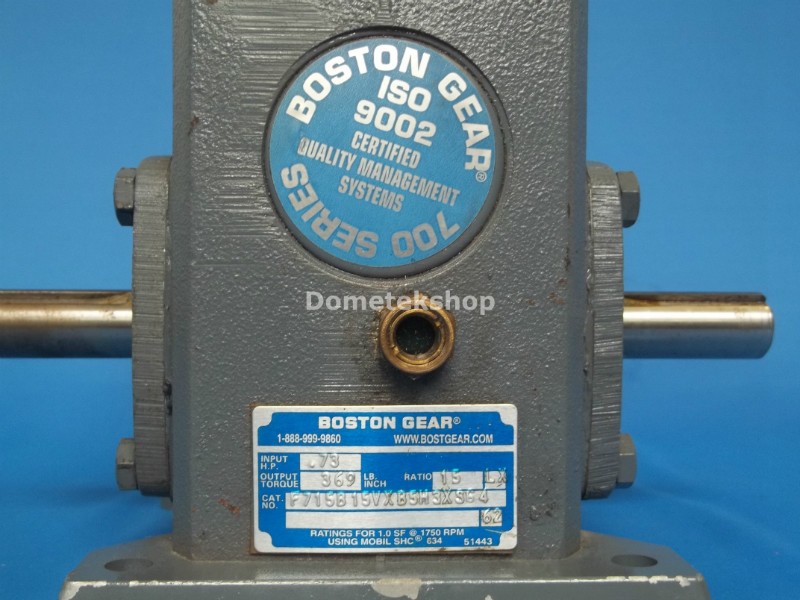 BOSTON GEAR®
ISO
9002
CERTIFIED
QUALITY MANAGEMENT
SYSTEMS
700 SERIES
Dometekshop
BOSTON GEAR®
1-888-999-9860 WWW.BOSTGEAR.COM
INPUT H.P. .73
OUTPUT TORQUE 369 LB. INCH RATIO 15 LX
CAT. NO.
62
RATINGS FOR 1.0 SF @ 1750 RPM
USING MOBIL SHC® 634 51443